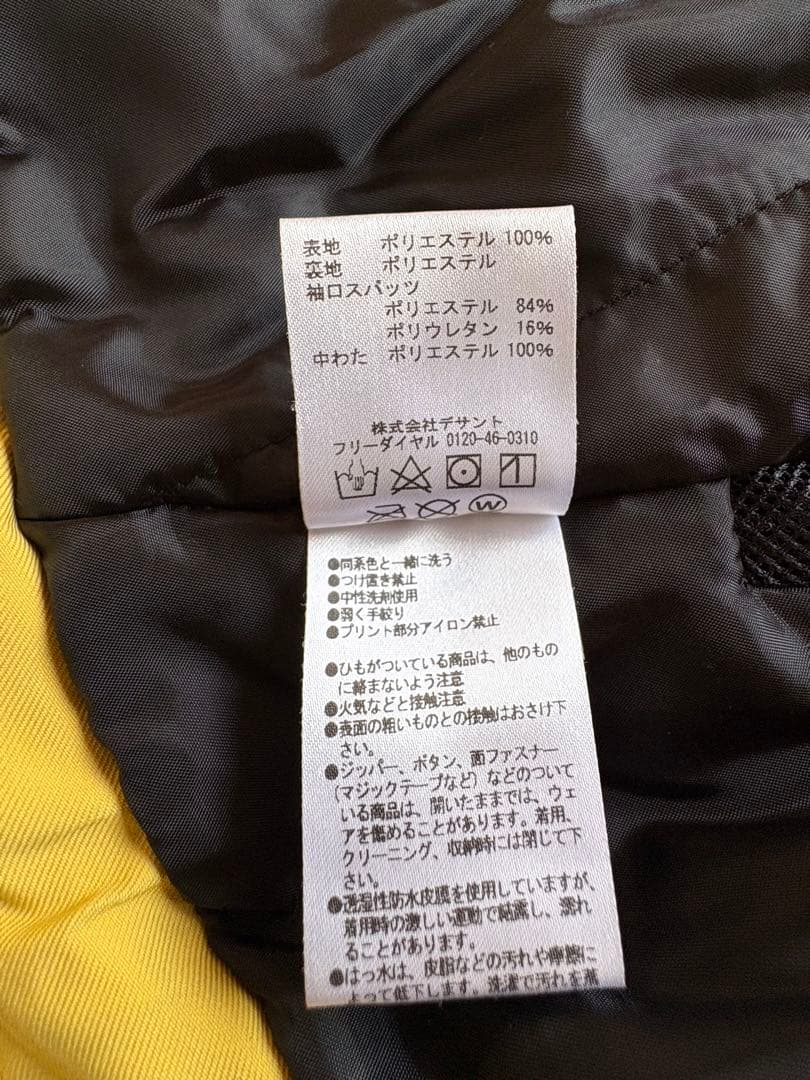 表地 ポリエステル 100%
裏地 ポリエステル
袖ロスパッツ
ポリエステル 84%
ポリウレタン 16%
中わた ポリエステル 100%
株式会社デサント
フリーダイヤル 0120-46-0310
W
●同系色と一緒に洗う
●つけ置き禁止
●中性洗剤使用
●弱く手絞り
●プリント部分アイロン禁止
●ひもがついている商品は、他のもの
に絡まないよう注意
●火気などと接触注意
●表面の粗いものとの接触はおさけ下
さい。
●ジッパー、ボタン、面ファスナー
(マジックテープなど)などのついて
いる商品は、開いたままでは、ウェ
アを傷めることがあります。着用、
クリーニング、収納時には閉じて下
さい。
●透湿性防水皮膜を使用していますが、
着用時の激しい運動で結露し、濡れ
ることがあります。
●はっ水は、皮脂などの汚れや摩擦に
よって低下します。洗濯で汚れを落